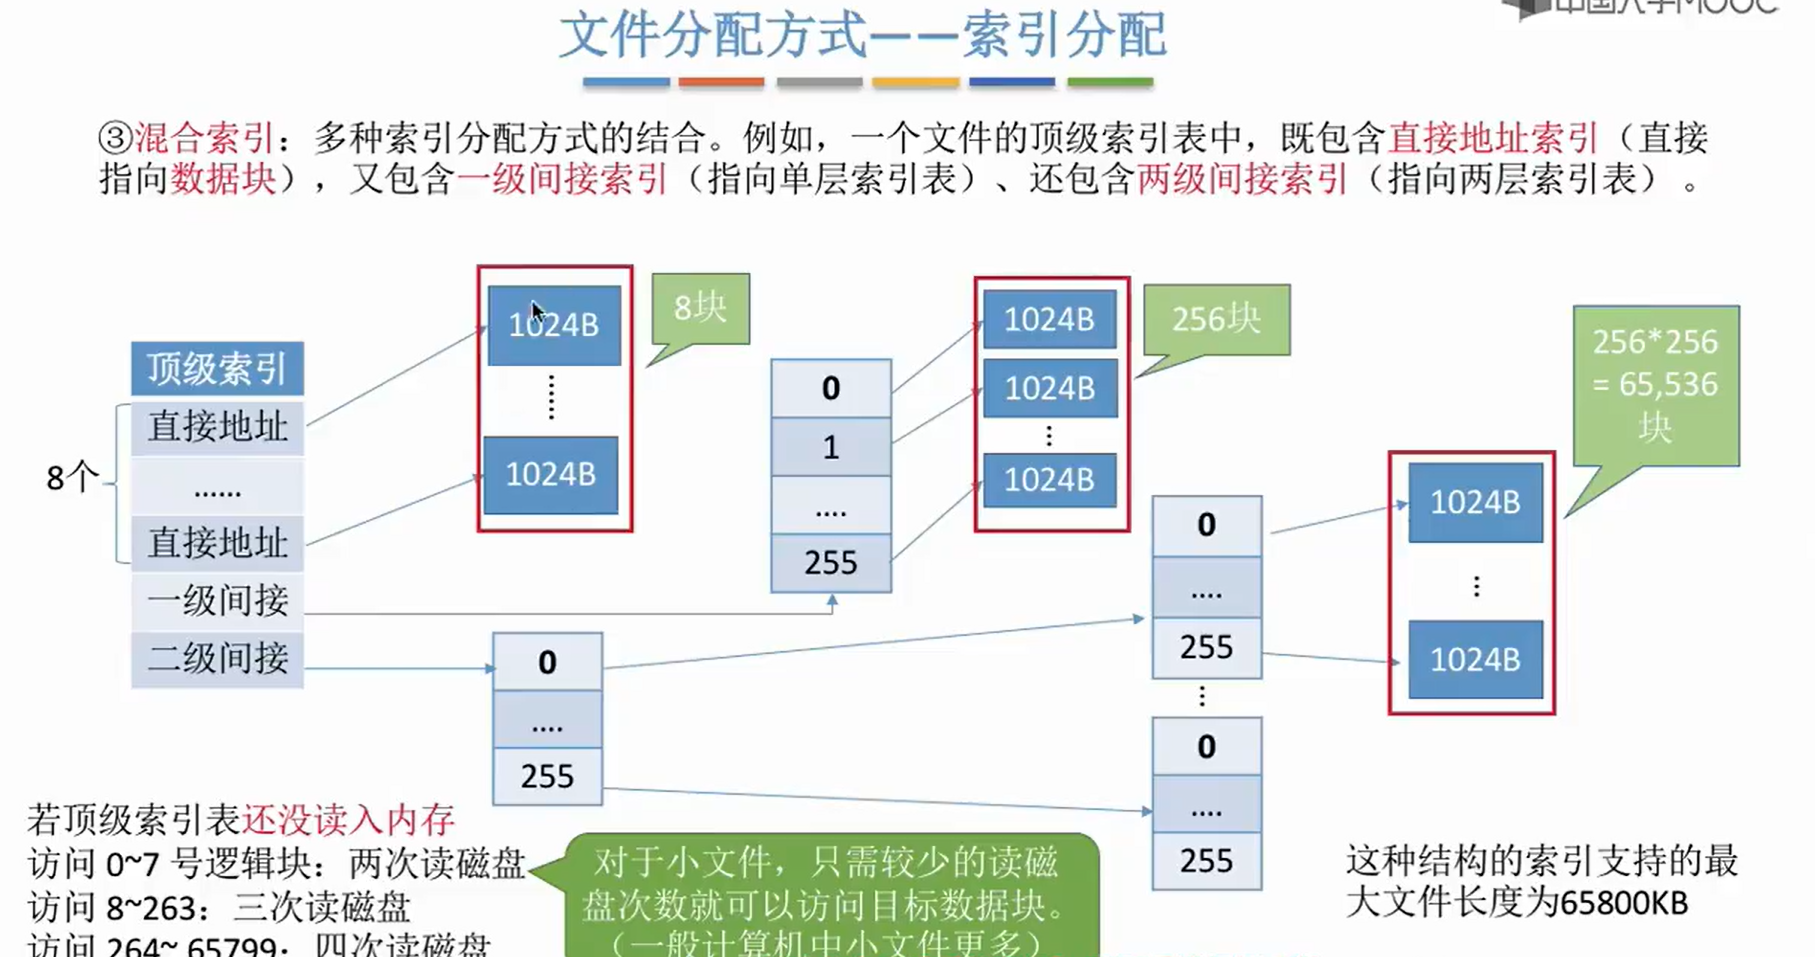 中国大学MOOC
文件分配方式——索引分配
③混合索引：多种索引分配方式的结合。例如，一个文件的顶级索引表中，既包含直接地址索引（直接
指向数据块），又包含一级间接索引（指向单层索引表）、还包含两级间接索引（指向两层索引表）。
顶级索引
8个
直接地址
......
直接地址
一级间接
二级间接
1024B
1024B
8块
0
1
....
255
1024B
1024B
1024B
256块
0
....
255
0
....
255
0
....
255
1024B
1024B
256*256
= 65,536
块
若顶级索引表还没读入内存
访问 0~7 号逻辑块：两次读磁盘
访问 8~263：三次读磁盘
访问 264~ 65799：四次读磁盘
对于小文件，只需较少的读磁
盘次数就可以访问目标数据块。
（一般计算机中小文件更多）
这种结构的索引支持的最
大文件长度为65800KB